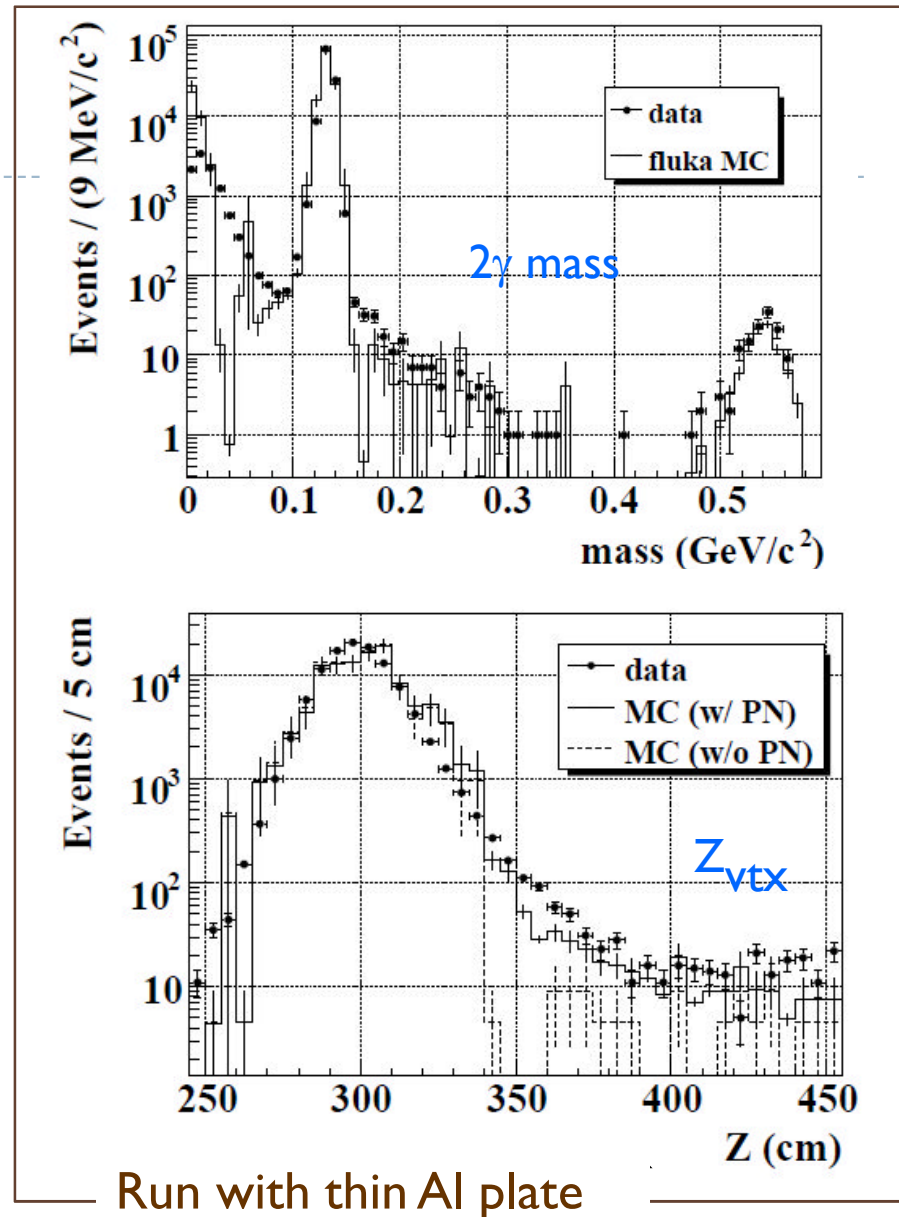 Events / (9 MeV/c²)
10⁵
10⁴
10³
10²
10
1
data
fluka MC
2γ mass
0 0.1 0.2 0.3 0.4 0.5
mass (GeV/c²)
Events / 5 cm
10⁴
10³
10²
10
data
MC (w/ PN)
MC (w/o PN)
Zvtx
250 300 350 400 450
Z (cm)
Run with thin Al plate